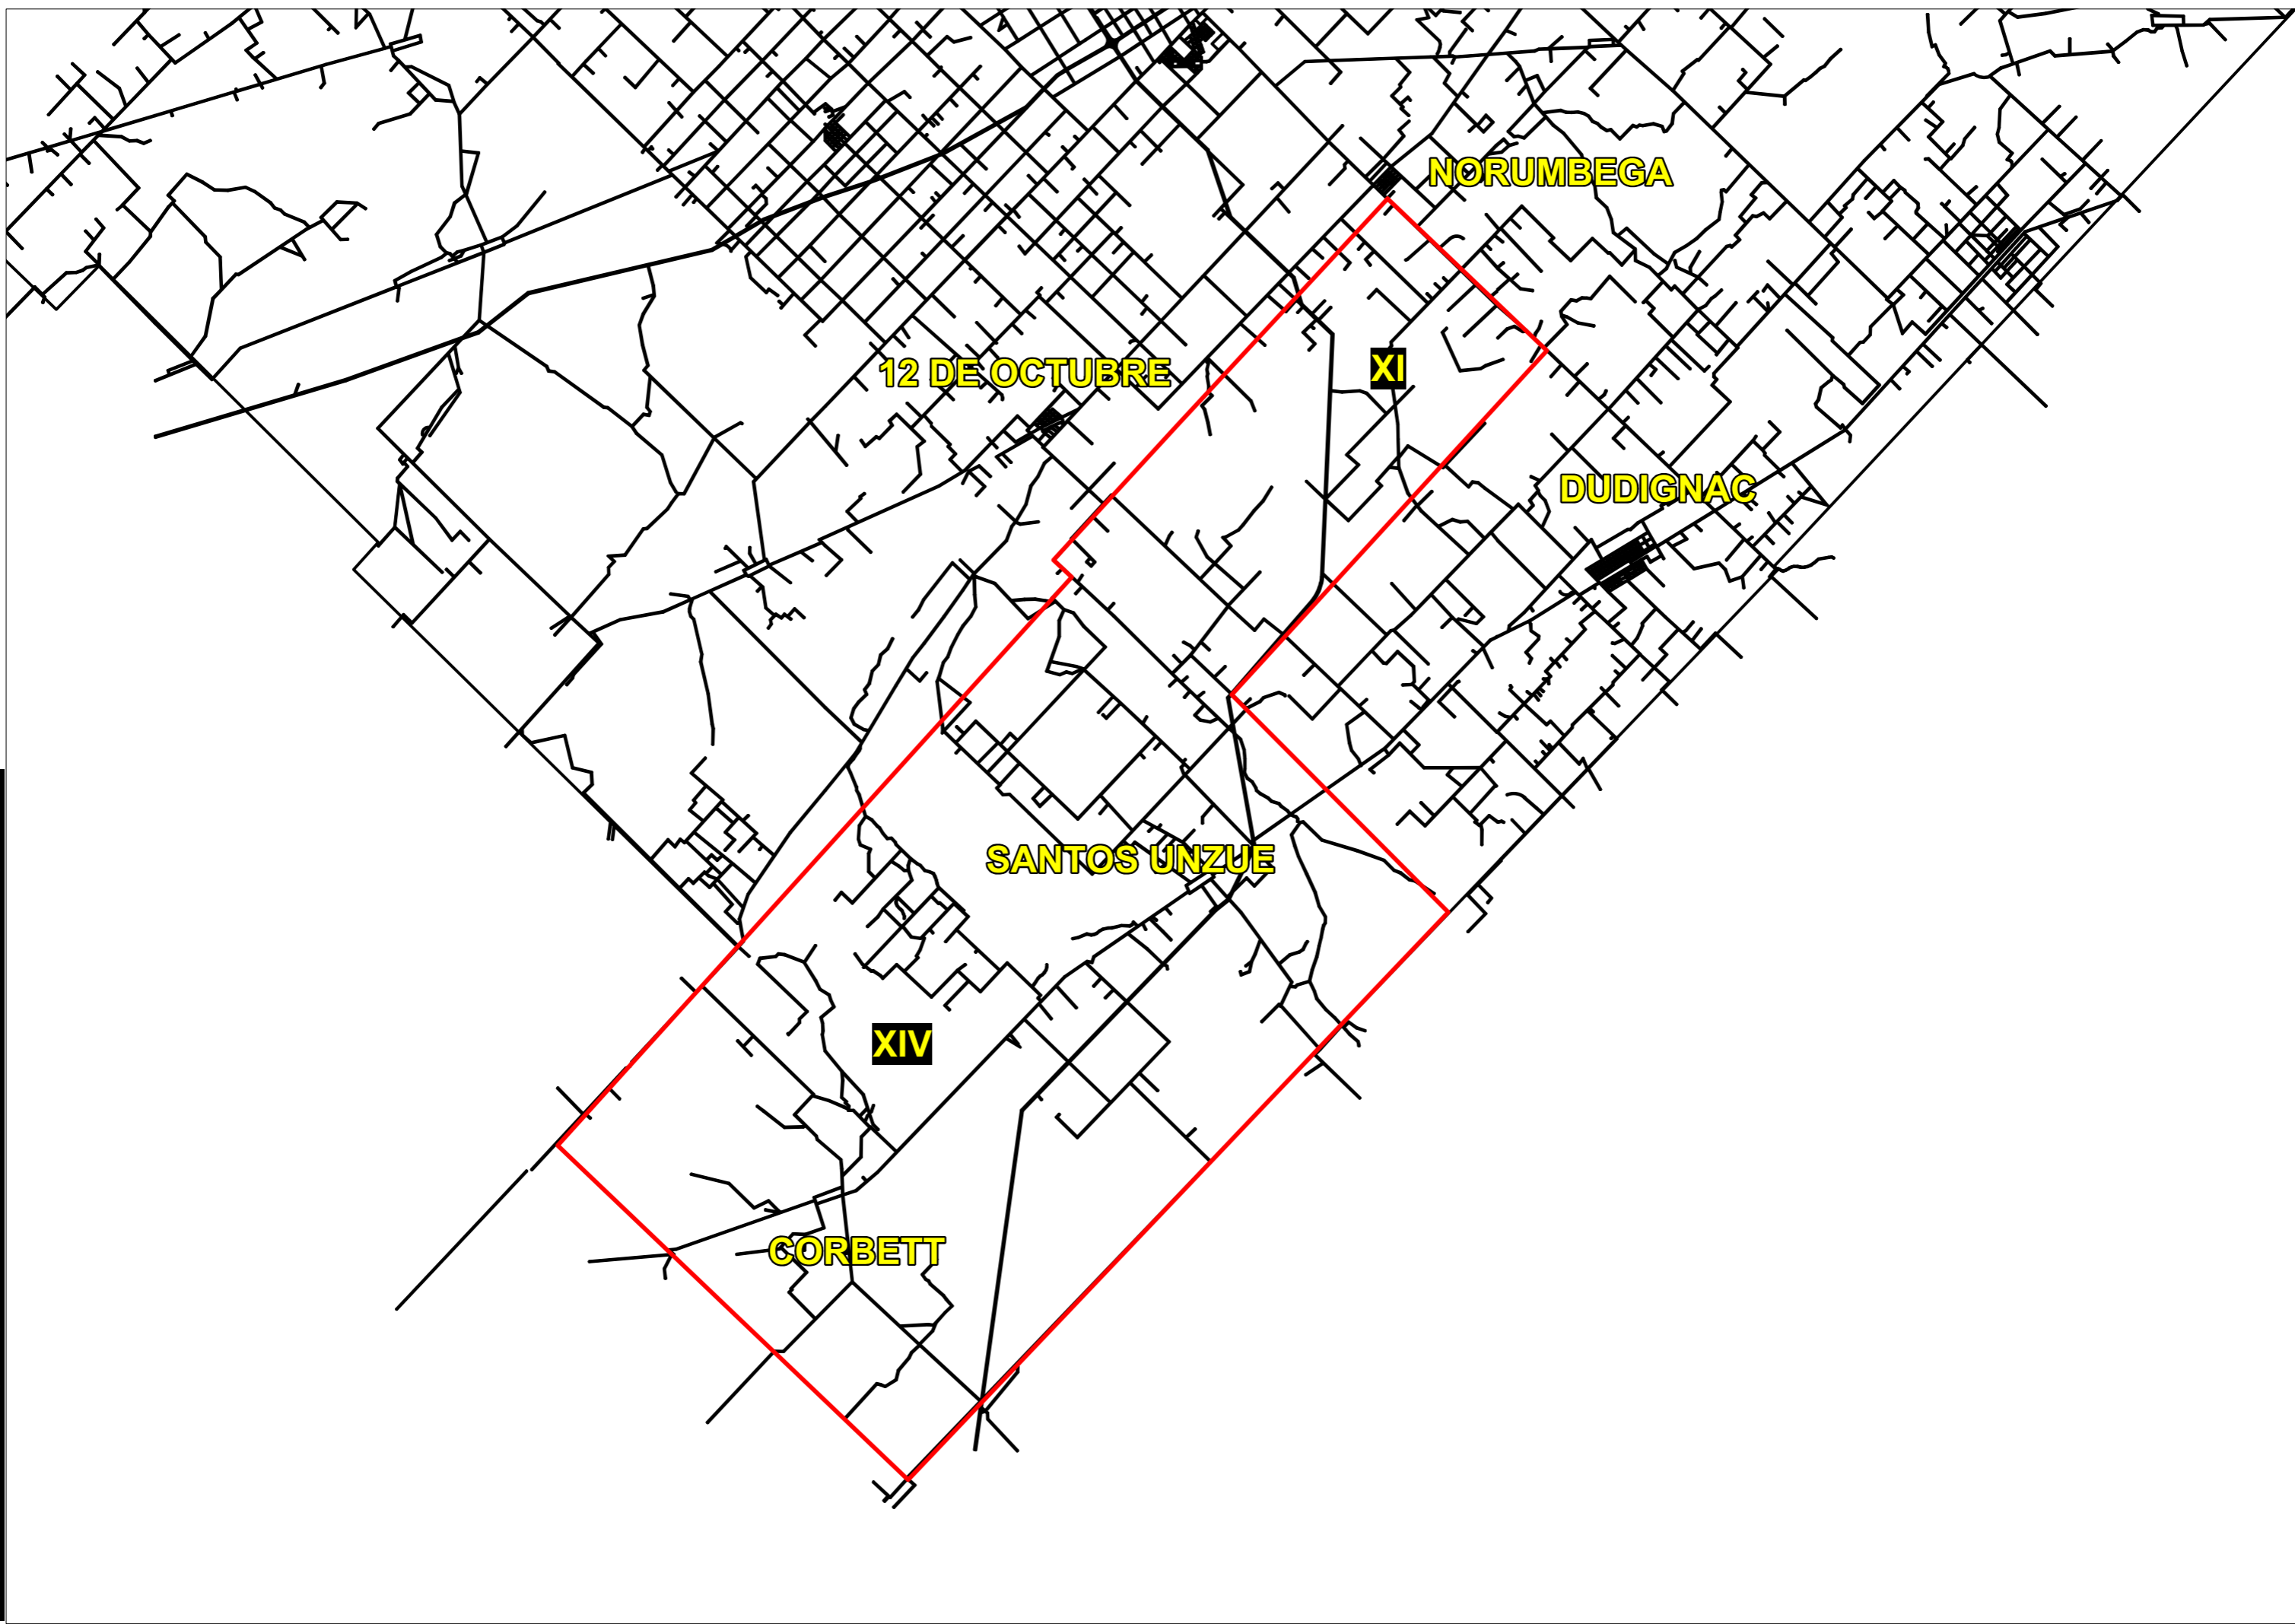 NORUMBEGA
12 DE OCTUBRE
XI
DUDIGNAC
SANTOS UNZUE
XIV
CORBETT